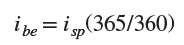 i_be = i_sp(365/360)